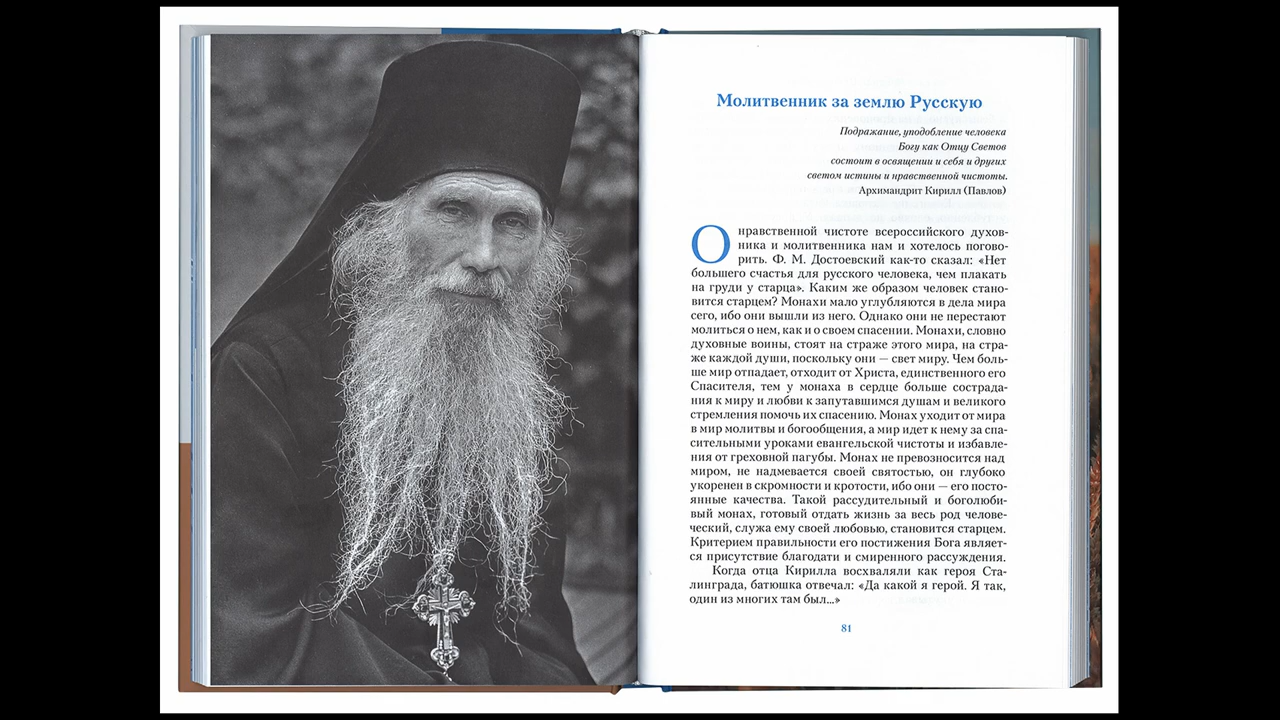 Молитвенник за землю Русскую
Подражание, уподобление человека
Богу как Отцу Светов
состоит в освящении и себя и других
светом истины и нравственной чистоты.
Архимандрит Кирилл (Павлов)
О нравственной чистоте всероссийского духов-
ника и молитвенника нам и хотелось погово-
рить. Ф. М. Достоевский как-то сказал: «Нет
большего счастья для русского человека, чем плакать
на груди у старца». Каким же образом человек стано-
вится старцем? Монахи мало углубляются в дела мира
сего, ибо они вышли из него. Однако они не перестают
молиться о нем, как и о своем спасении. Монахи, словно
духовные воины, стоят на страже этого мира, на стра-
же каждой души, поскольку они — свет миру. Чем боль-
ше мир отпадает, отходит от Христа, единственного его
Спасителя, тем у монаха в сердце больше сострада-
ния к миру и любви к запутавшимся душам и великого
стремления помочь их спасению. Монах уходит от мира
в мир молитвы и богообщения, а мир идет к нему за спа-
сительными уроками евангельской чистоты и избавле-
ния от греховной пагубы. Монах не превозносится над
миром, не надмевается своей святостью, он глубоко
укоренен в скромности и кротости, ибо они — его посто-
янные качества. Такой рассудительный и боголюби-
вый монах, готовый отдать жизнь за весь род челове-
ческий, служа ему своей любовью, становится старцем.
Критерием правильности его постижения Бога являет-
ся присутствие благодати и смиренного рассуждения.
Когда отца Кирилла восхваляли как героя Ста-
линграда, батюшка отвечал: «Да какой я герой. Я так,
один из многих там был...»
81